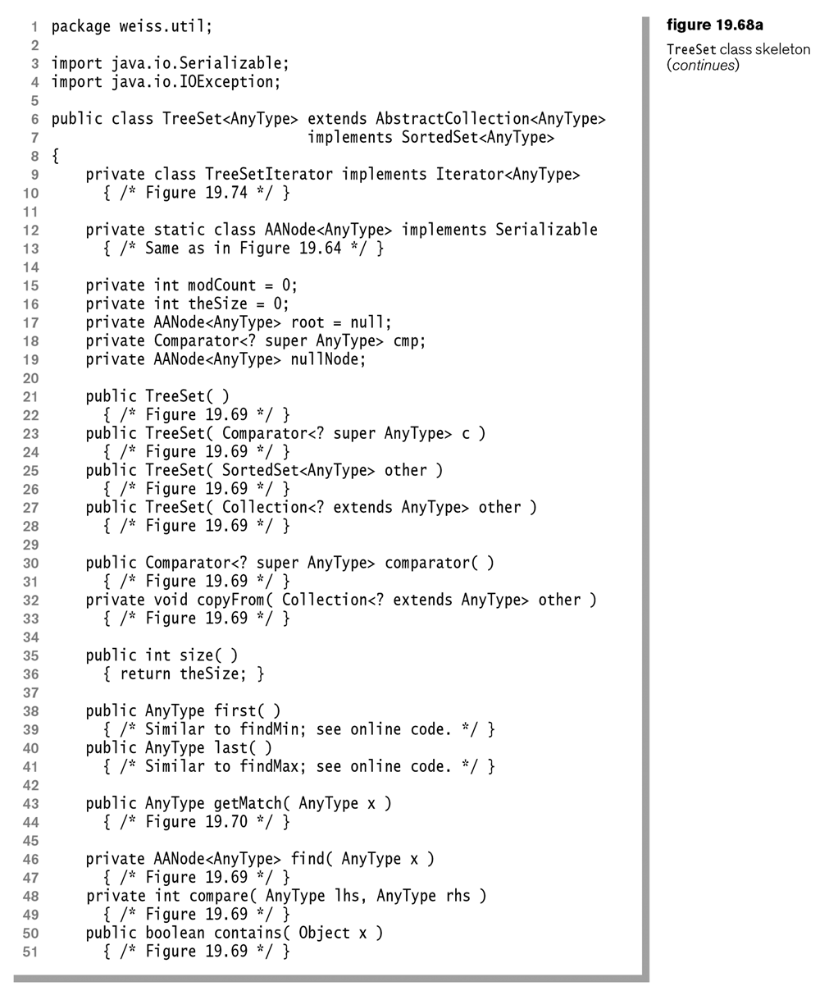 1 package weiss.util;
2
3 import java.io.Serializable;
4 import java.io.IOException;
5
6 public class TreeSet<AnyType> extends AbstractCollection<AnyType>
7                               implements SortedSet<AnyType>
8 {
9     private class TreeSetIterator implements Iterator<AnyType>
10       { /* Figure 19.74 */ }
11
12     private static class AANode<AnyType> implements Serializable
13       { /* Same as in Figure 19.64 */ }
14
15     private int modCount = 0;
16     private int theSize = 0;
17     private AANode<AnyType> root = null;
18     private Comparator<? super AnyType> cmp;
19     private AANode<AnyType> nullNode;
20
21     public TreeSet( )
22       { /* Figure 19.69 */ }
23     public TreeSet( Comparator<? super AnyType> c )
24       { /* Figure 19.69 */ }
25     public TreeSet( SortedSet<AnyType> other )
26       { /* Figure 19.69 */ }
27     public TreeSet( Collection<? extends AnyType> other )
28       { /* Figure 19.69 */ }
29
30     public Comparator<? super AnyType> comparator( )
31       { /* Figure 19.69 */ }
32     private void copyFrom( Collection<? extends AnyType> other )
33       { /* Figure 19.69 */ }
34
35     public int size( )
36       { return theSize; }
37
38     public AnyType first( )
39       { /* Similar to findMin; see online code. */ }
40     public AnyType last( )
41       { /* Similar to findMax; see online code. */ }
42
43     public AnyType getMatch( AnyType x )
44       { /* Figure 19.70 */ }
45
46     private AANode<AnyType> find( AnyType x )
47       { /* Figure 19.69 */ }
48     private int compare( AnyType lhs, AnyType rhs )
49       { /* Figure 19.69 */ }
50     public boolean contains( Object x )
51       { /* Figure 19.69 */ }
figure 19.68a
TreeSet class skeleton
(continues)